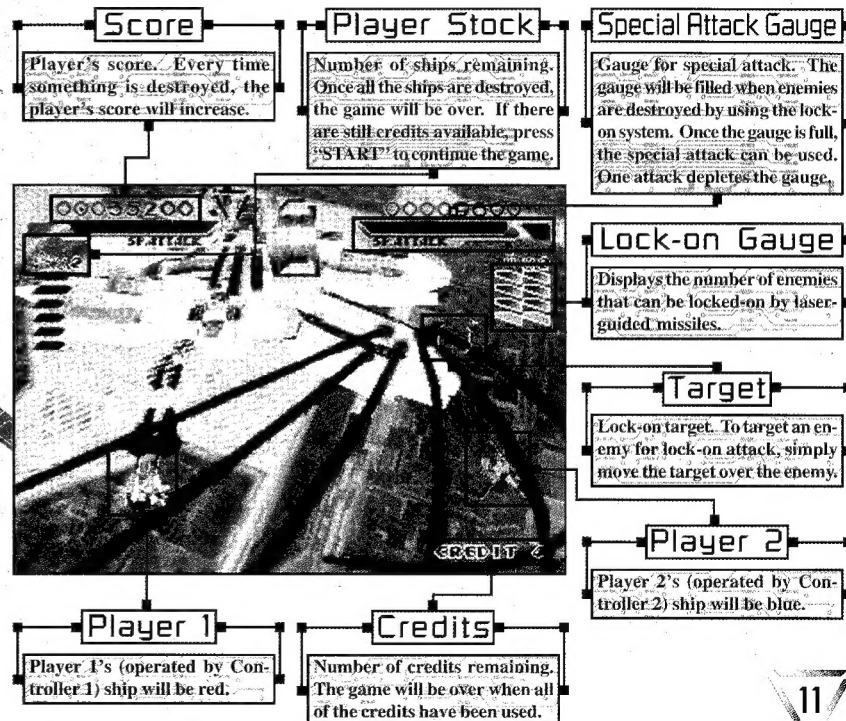 Score
Player's score. Every time
something is destroyed, the
player's score will increase.
Player Stock
Number of ships remaining.
Once all the ships are destroyed,
the game will be over. If there
are still credits available, press
"START" to continue the game.
Special Attack Gauge
Gauge for special attack. The
gauge will be filled when enemies
are destroyed by using the lock-
on system. Once the gauge is full,
the special attack can be used.
One attack depletes the gauge.
00035200
SP.ATTACK
SP.ATTACK
Lock-on Gauge
Displays the number of enemies
that can be locked-on by laser-
guided missiles.
Target
Lock-on target. To target an en-
emy for lock-on attack, simply
move the target over the enemy.
CREDIT 4
Player 2
Player 2's (operated by Con-
troller 2) ship will be blue.
Player 1
Player 1's (operated by Con-
troller 1) ship will be red.
Credits
Number of credits remaining.
The game will be over when all
of the credits have been used.
11